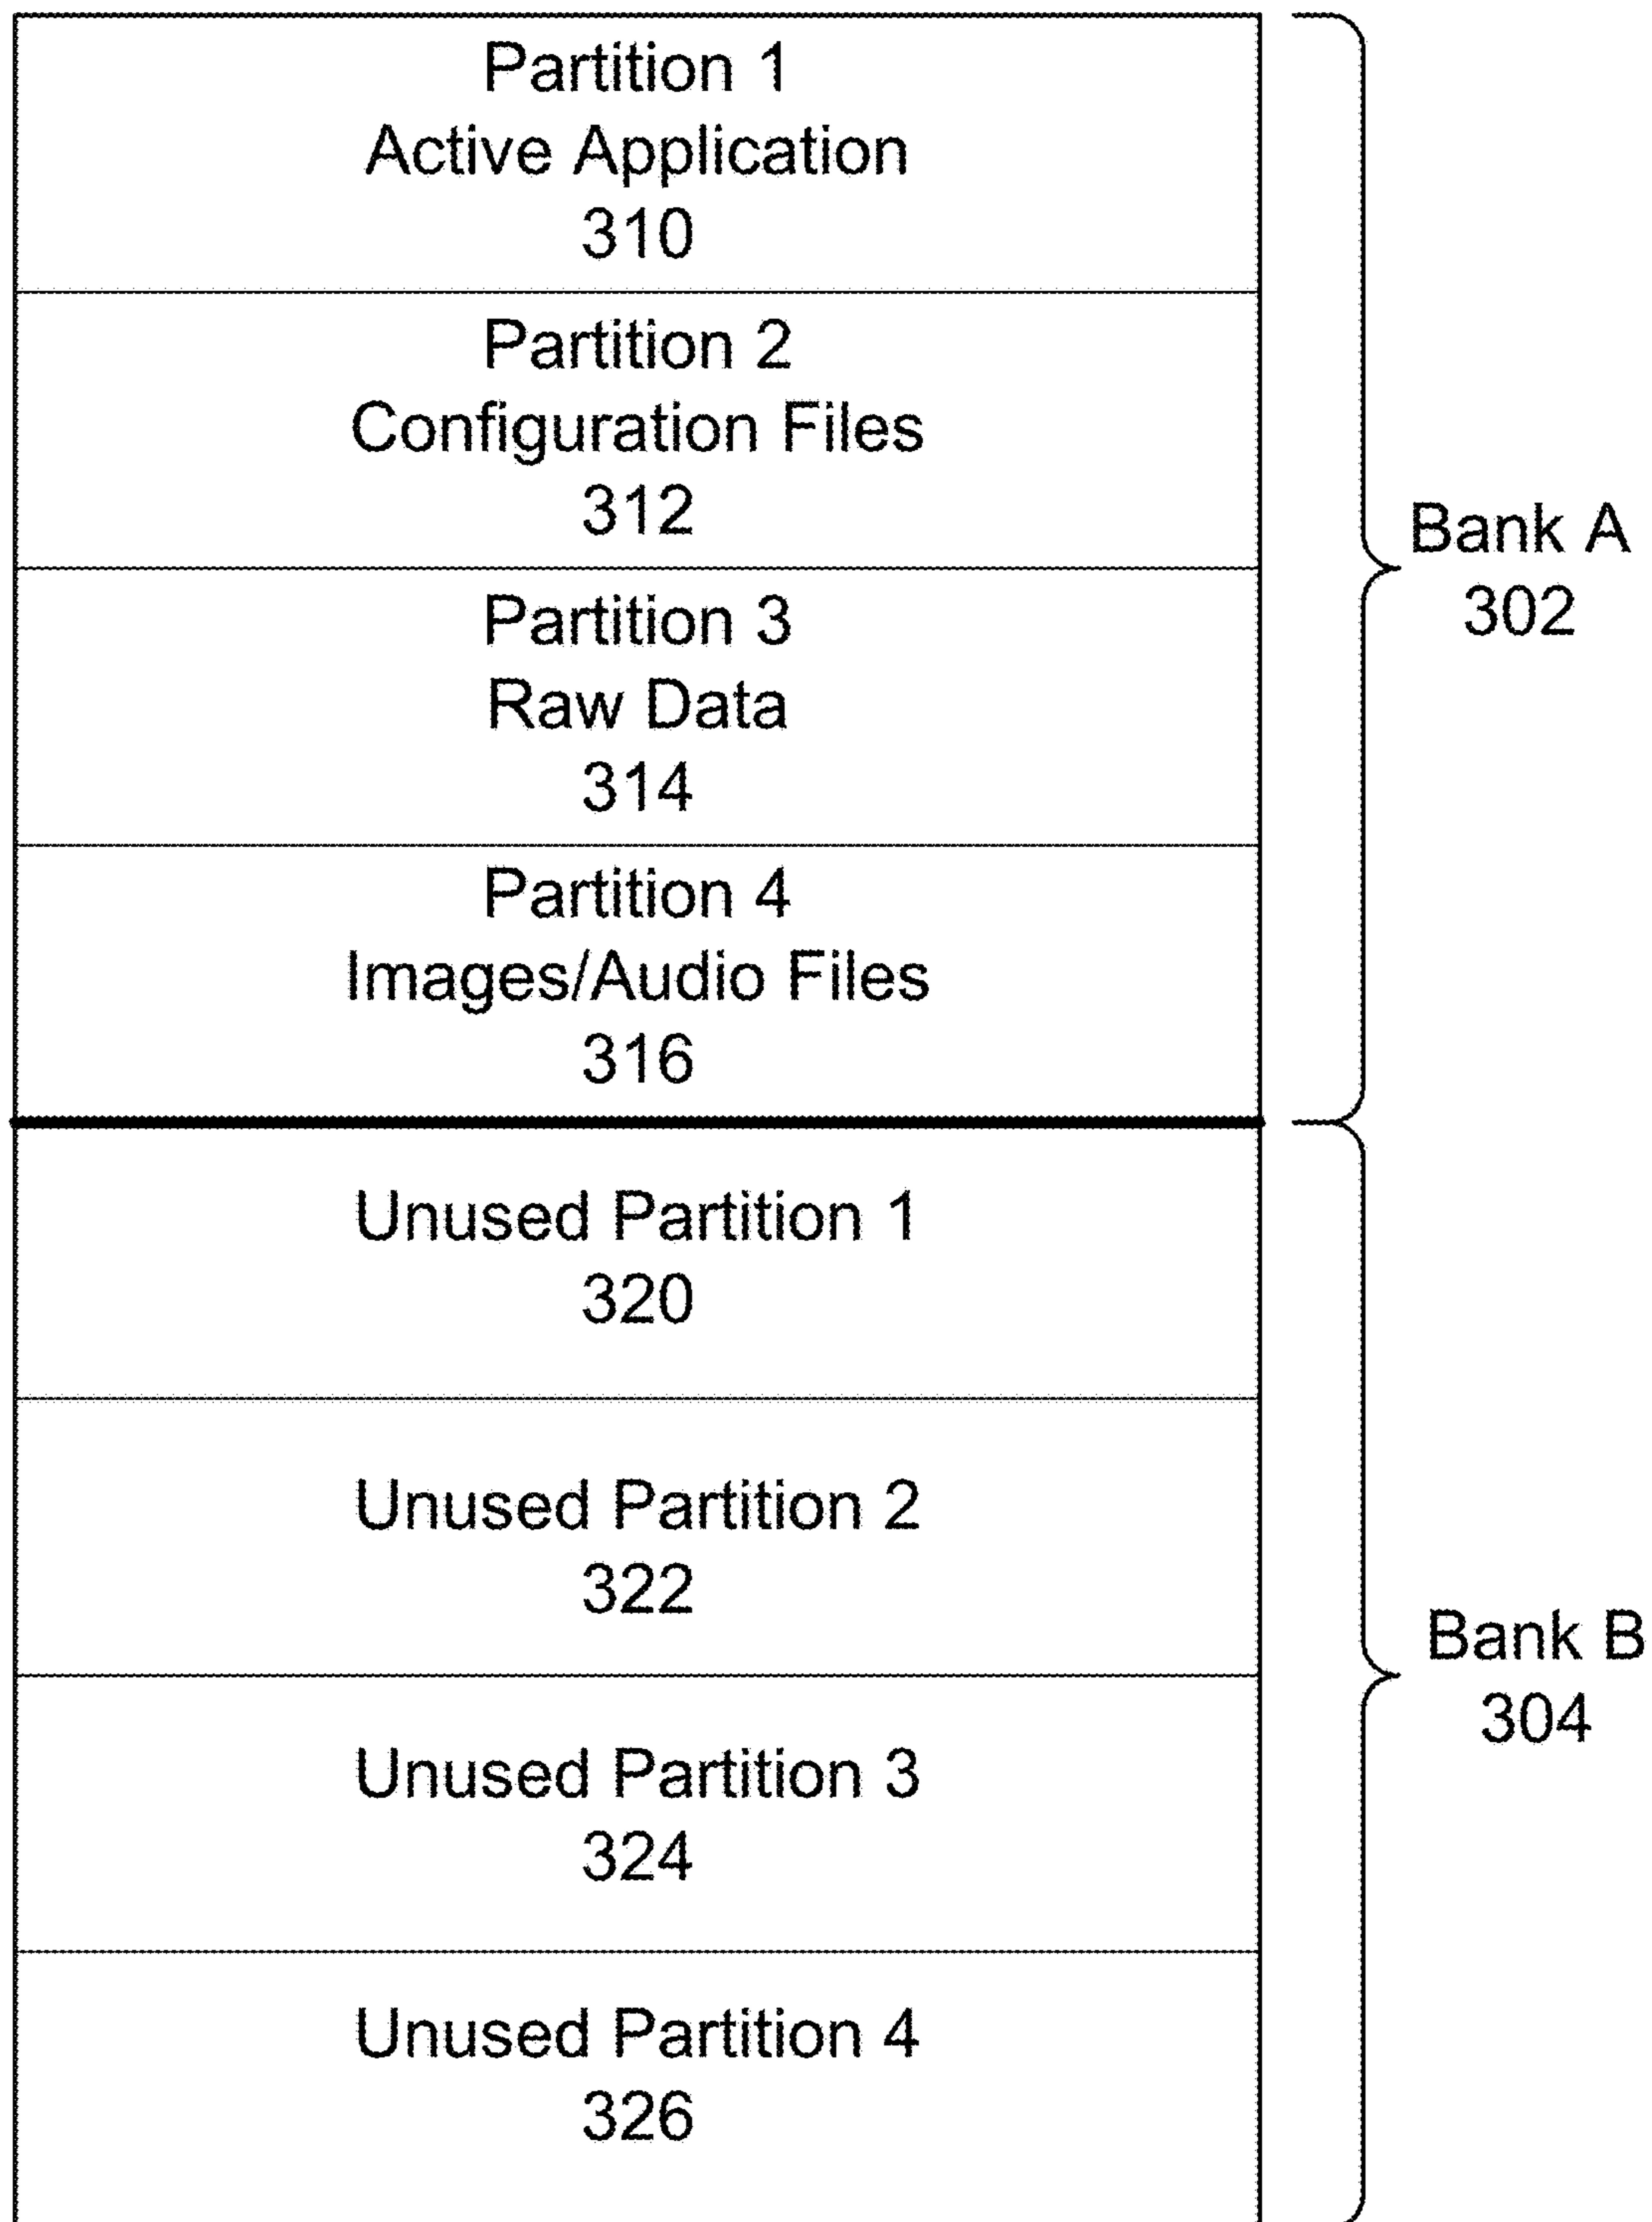 Partition 1
Active Application
310
Partition 2
Configuration Files
312
Partition 3
Raw Data
314
Partition 4
Images/Audio Files
316
Bank A
302
Unused Partition 1
320
Unused Partition 2
322
Unused Partition 3
324
Unused Partition 4
326
Bank B
304